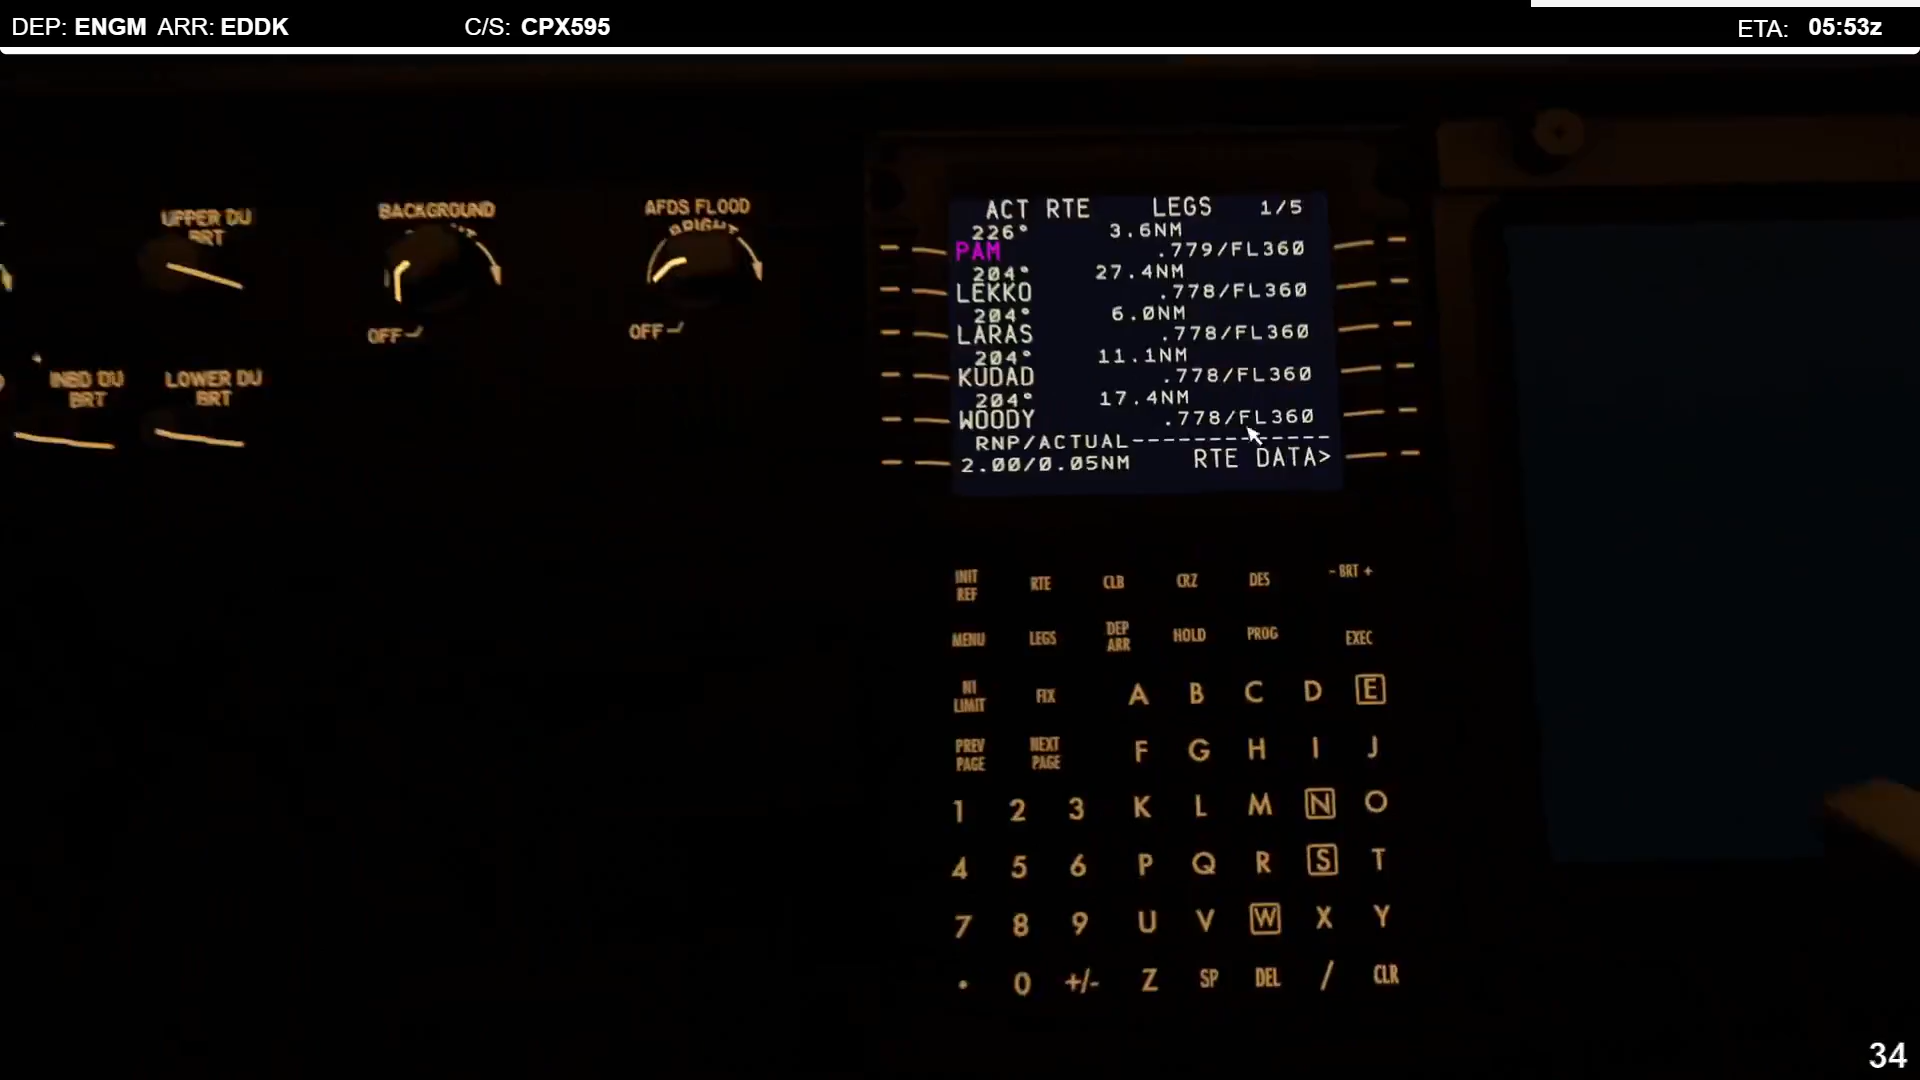 DEP: ENGM ARR: EDDK C/S: CPX595 ETA: 05:53z
UPPER DU
BRT
BACKGROUND
OFF
AFDS FLOOD
BRIGHT
OFF
INBD DU
BRT
LOWER DU
BRT
ACT RTE LEGS 1/5
226° 3.6NM
PAM .779/FL360
204° 27.4NM
LEKKO .778/FL360
204° 6.0NM
LARAS .778/FL360
204° 11.1NM
KUDAD .778/FL360
204° 17.4NM
WOODY .778/FL360
RNP/ACTUAL-----------
2.00/0.05NM RTE DATA>
INIT
REF
RTE
CLB
CRZ
DES
- BRT +
MENU
LEGS
DEP
ARR
HOLD
PROG
EXEC
N1
LIMIT
FIX
A B C D E
PREV
PAGE
NEXT
PAGE
F G H I J
1 2 3 K L M N O
4 5 6 P Q R S T
7 8 9 U V W X Y
. 0 +/- Z SP DEL / CLR
34